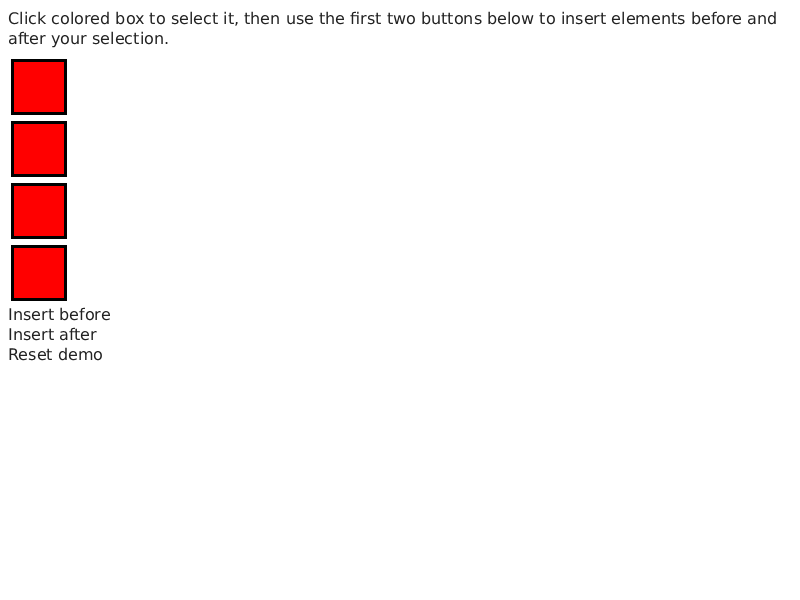 Click colored box to select it, then use the first two buttons below to insert elements before and
after your selection.
Insert before
Insert after
Reset demo